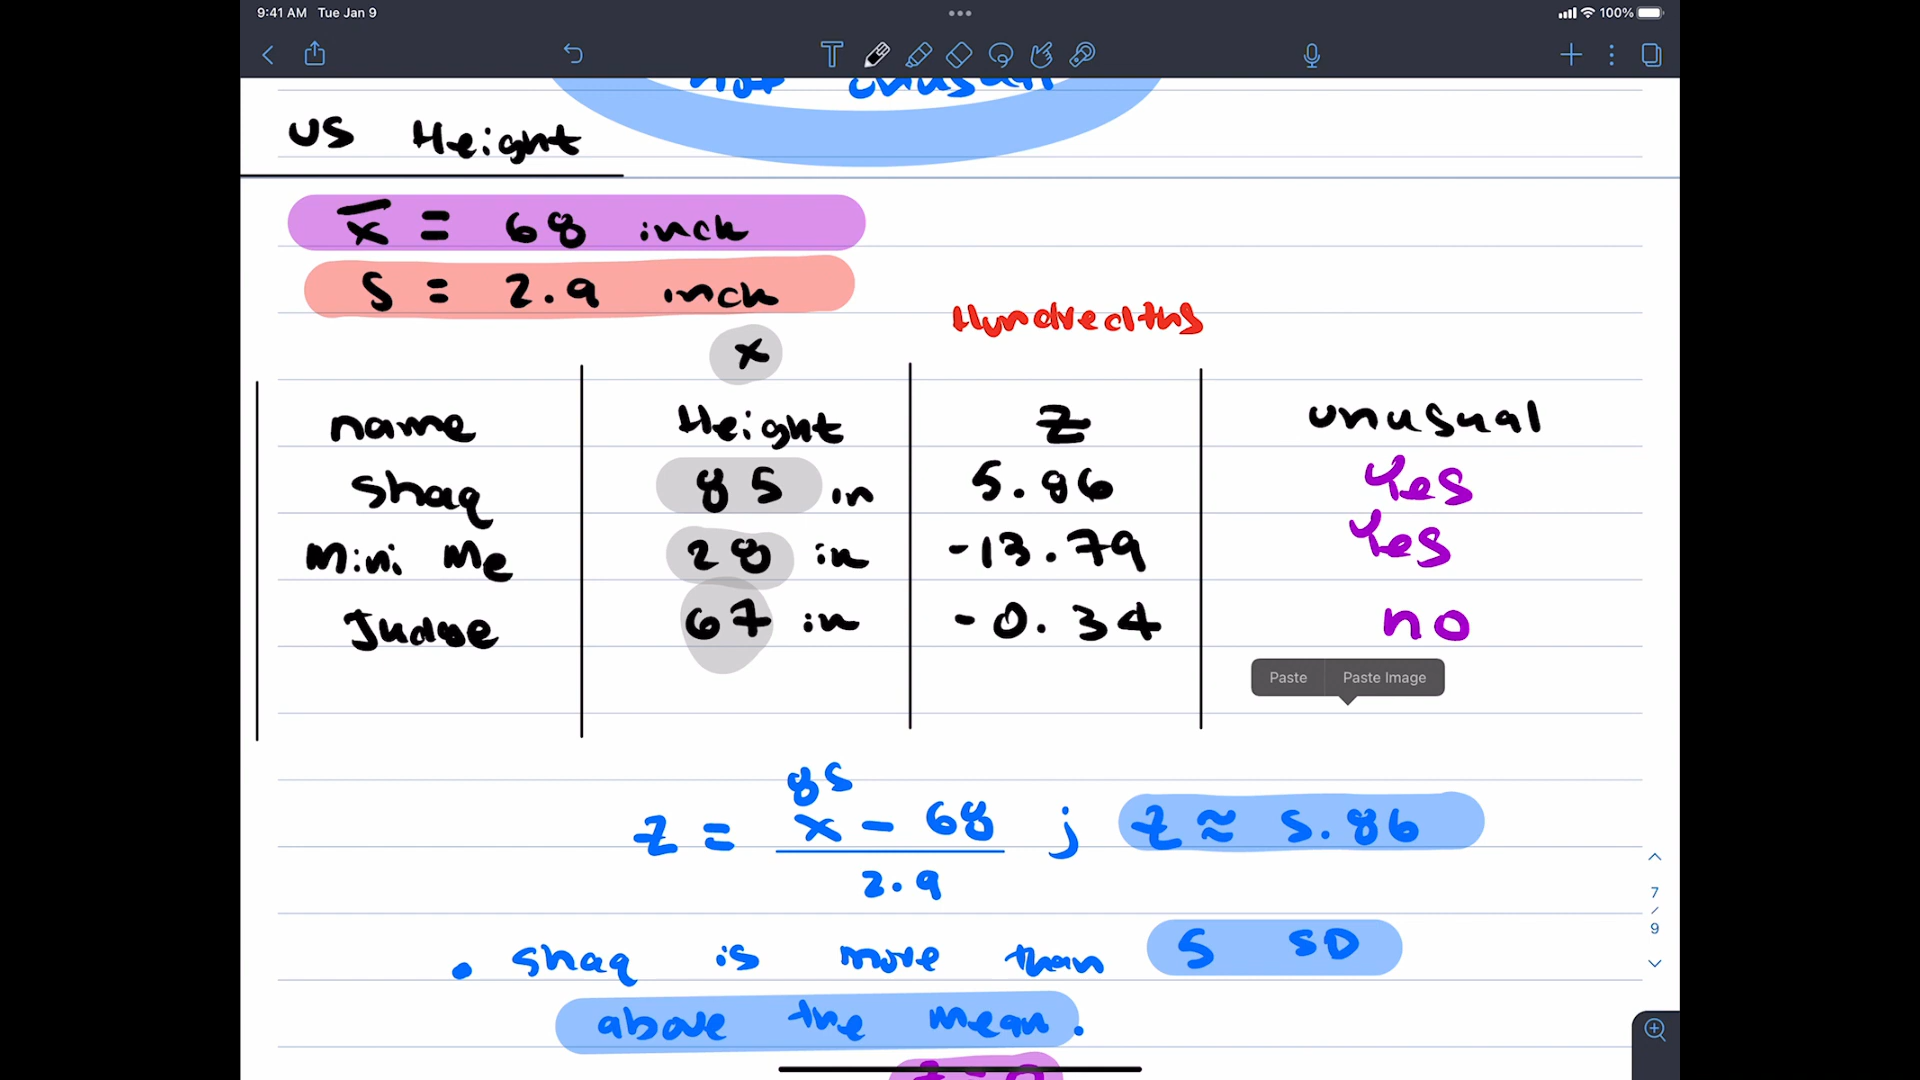 9:41 AM Tue Jan 9
100%
not unusual
US Height
x̄ = 68 inch
S = 2.9 inch
Hundredths
x
name Height Z unusual
Shaq 85 in 5.86 Yes
Mini Me 28 in -13.79 Yes
Judge 67 in -0.34 no
Paste Paste Image
85
z = x - 68 ; z ≈ 5.86
2.9
7
/
9
• Shaq is more than 5 SD
above the mean.